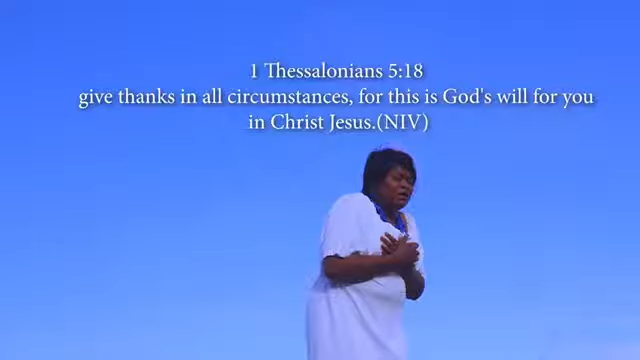 1 Thessalonians 5:18
give thanks in all circumstances, for this is God's will for you
in Christ Jesus.(NIV)